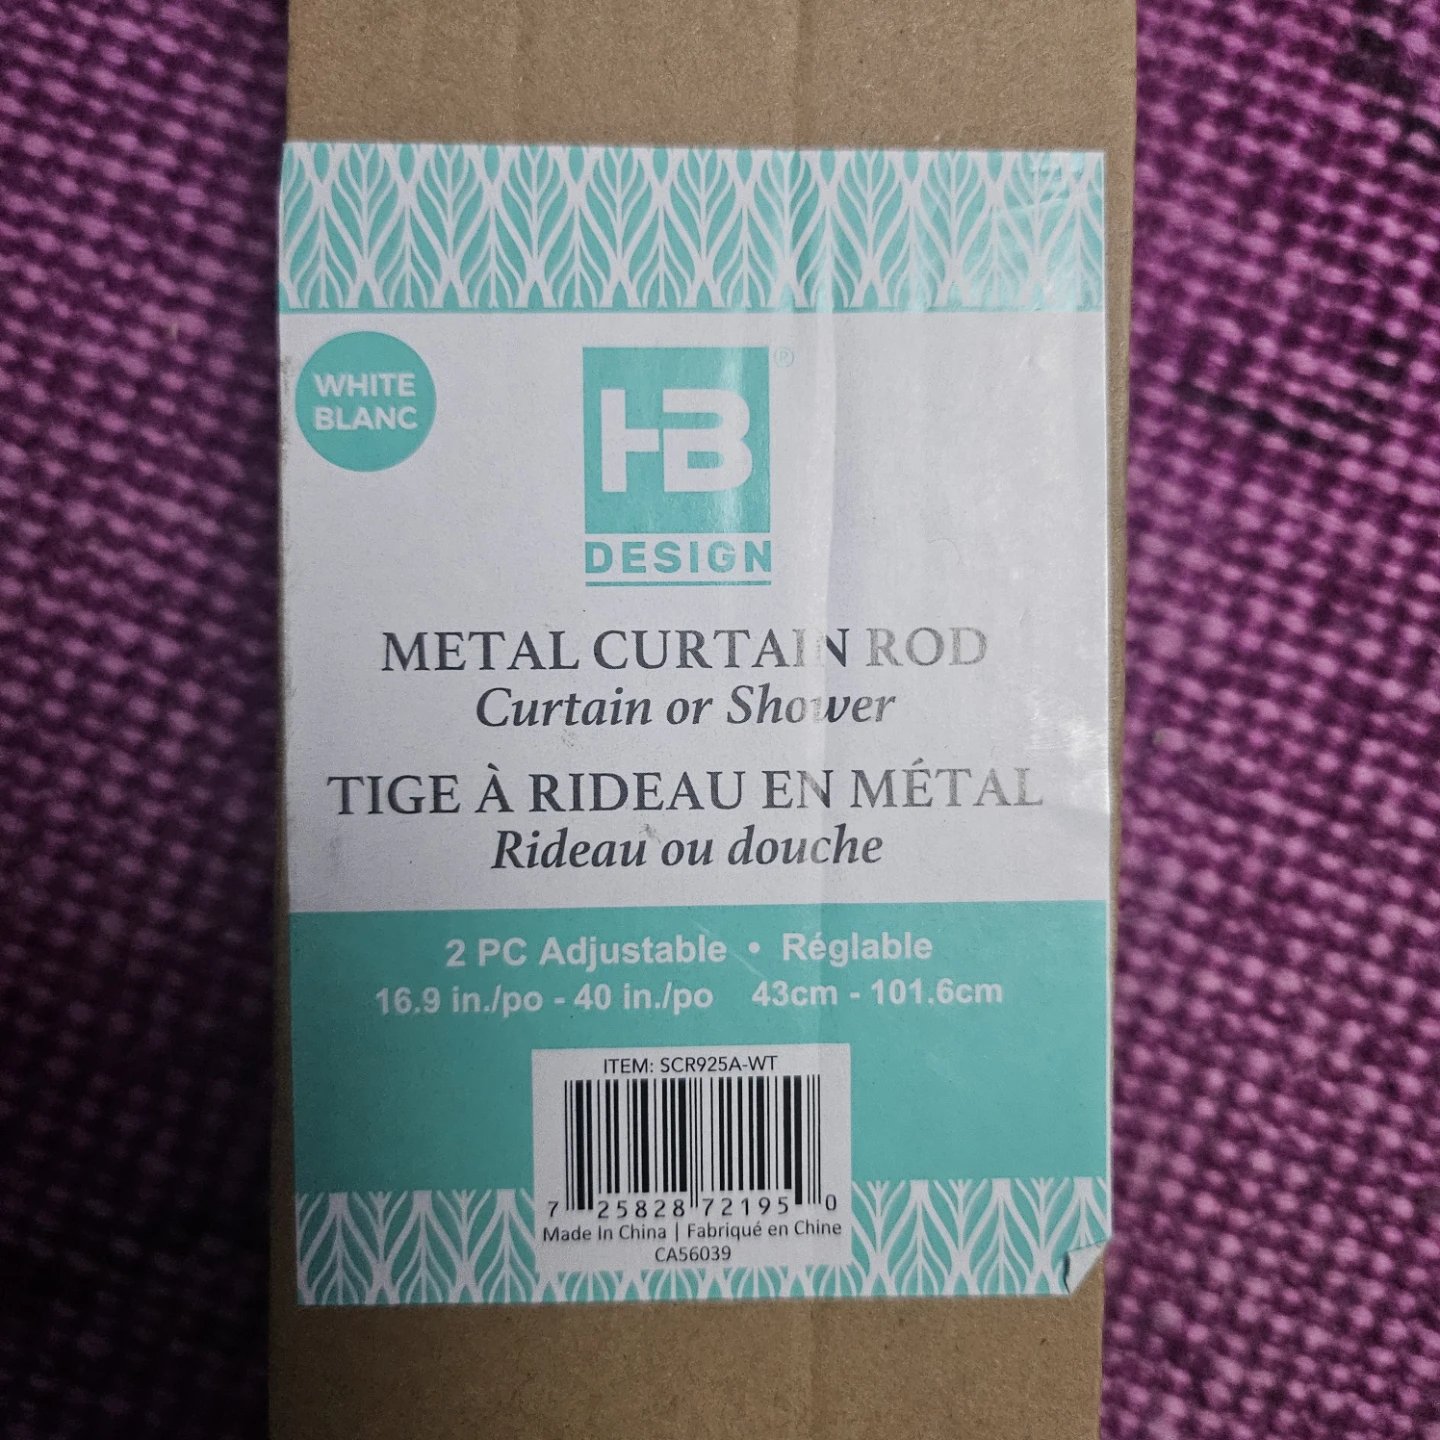 WHITE
BLANC
HB
®
DESIGN
METAL CURTAIN ROD
Curtain or Shower
TIGE À RIDEAU EN MÉTAL
Rideau ou douche
2 PC Adjustable • Réglable
16.9 in./po - 40 in./po 43cm - 101.6cm
ITEM: SCR925A-WT
7 25828 72195 0
Made In China | Fabriqué en Chine
CA56039